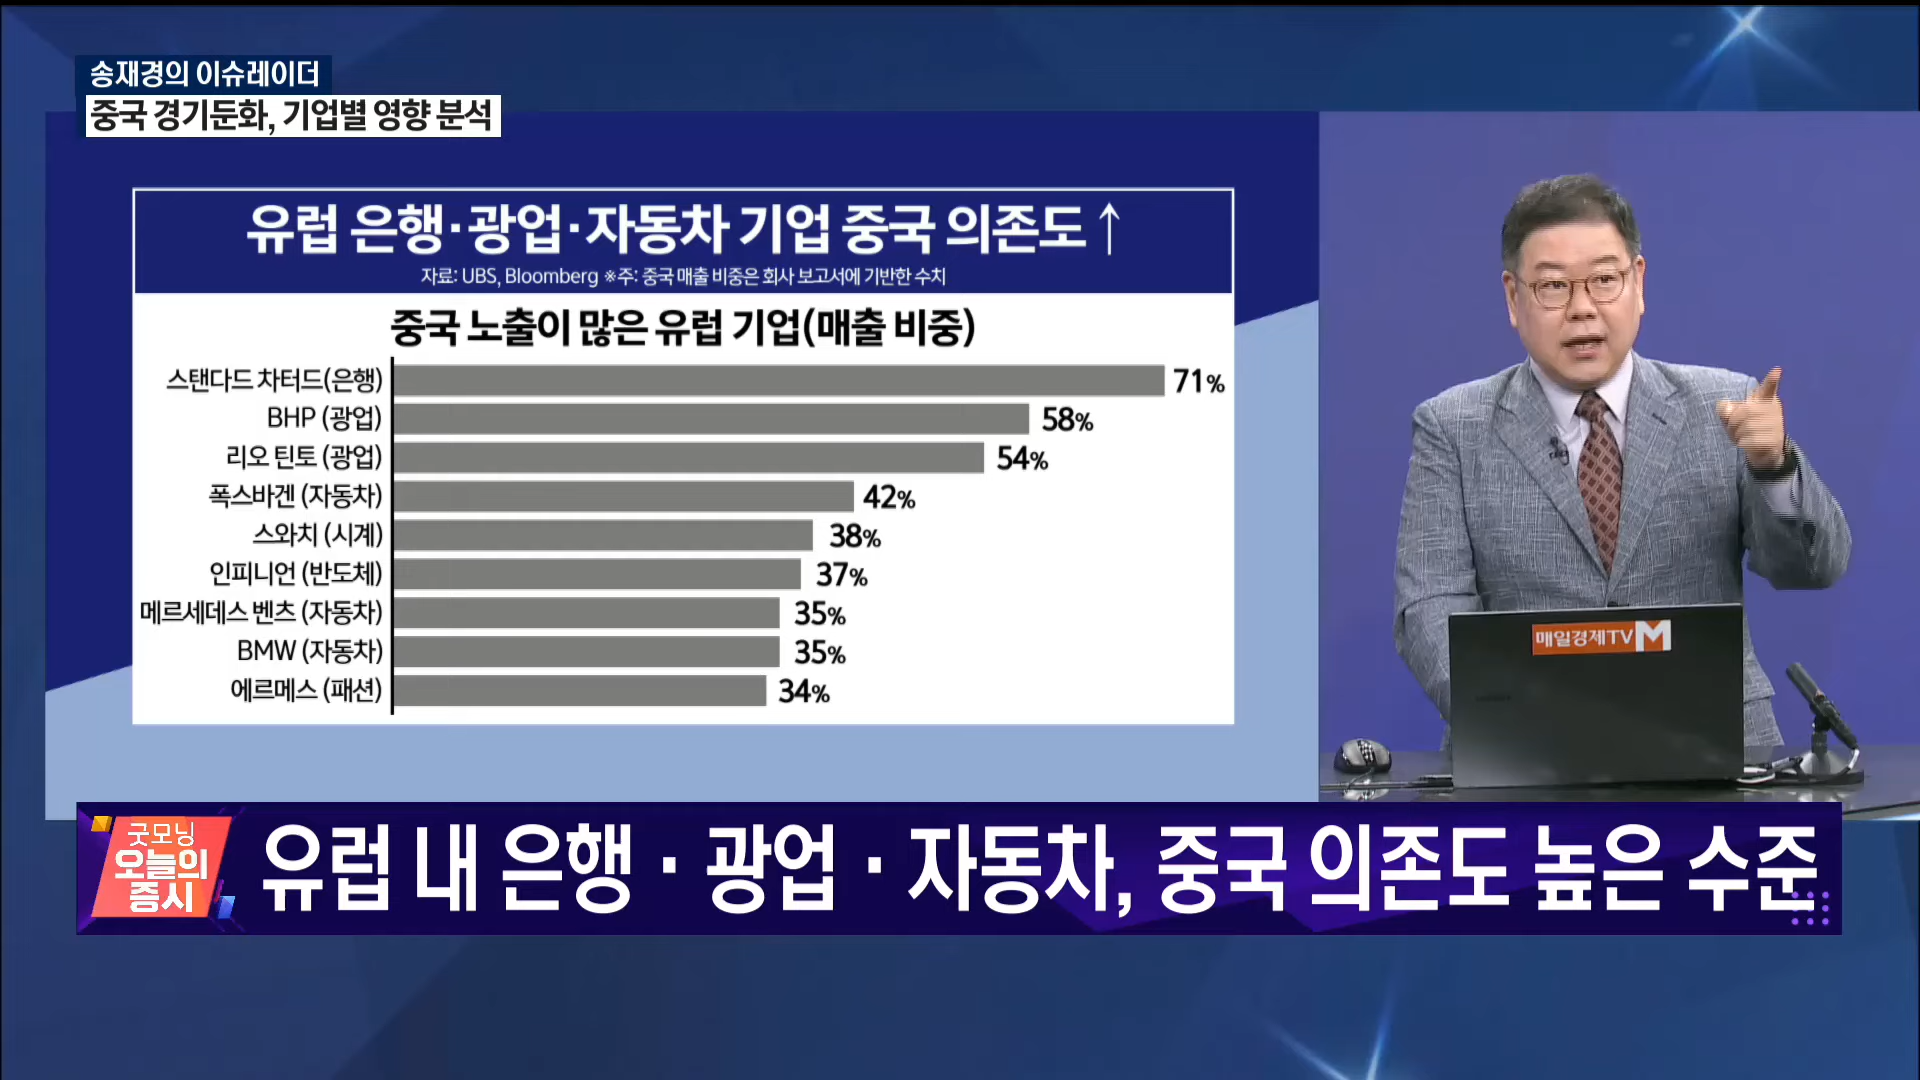 송재경의 이슈레이더
중국 경기둔화, 기업별 영향 분석
유럽 은행·광업·자동차 기업 중국 의존도↑
자료: UBS, Bloomberg ※주: 중국 매출 비중은 회사 보고서에 기반한 수치
중국 노출이 많은 유럽 기업(매출 비중)
스탠다드 차터드(은행) 71%
BHP (광업) 58%
리오 틴토 (광업) 54%
폭스바겐 (자동차) 42%
스와치 (시계) 38%
인피니언 (반도체) 37%
메르세데스 벤츠 (자동차) 35%
BMW (자동차) 35%
에르메스 (패션) 34%
매일경제TV M
굿모닝
오늘의
증시
유럽 내 은행·광업·자동차, 중국 의존도 높은 수준